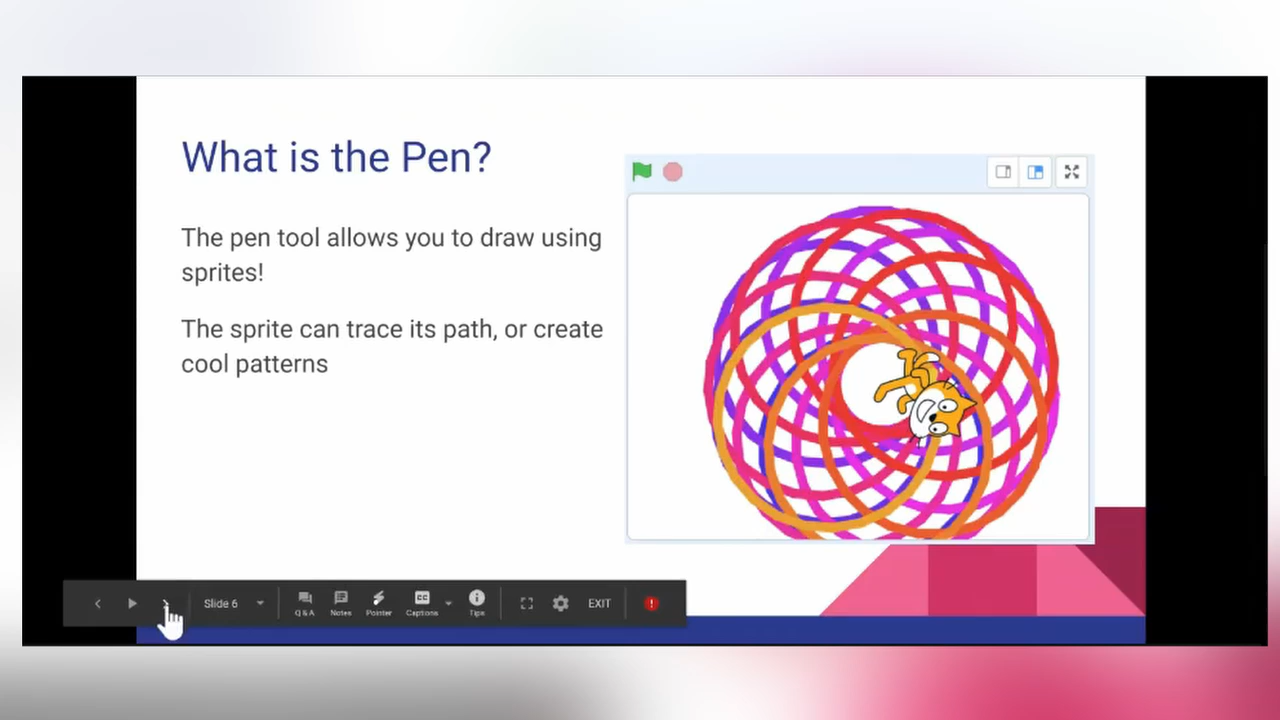 What is the Pen?
The pen tool allows you to draw using
sprites!
The sprite can trace its path, or create
cool patterns
Slide 6
Q & A
Notes
Pointer
Captions
CC
Tips
EXIT